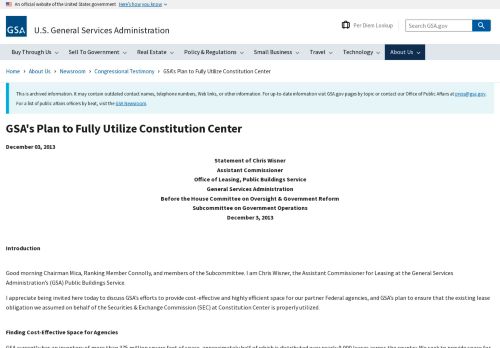 An official website of the United States government Here's how you know
GSA
U.S. General Services Administration
Per Diem Lookup
Search GSA.gov
Buy Through Us
Sell To Government
Real Estate
Policy & Regulations
Small Business
Travel
Technology
About Us
Home › About Us › Newsroom › Congressional Testimony › GSA's Plan to Fully Utilize Constitution Center
This is archived information. It may contain outdated contact names, telephone numbers, Web links, or other information. For up-to-date information visit GSA.gov pages by topic or contact our Office of Public Affairs at press@gsa.gov.
For a list of public affairs officers by beat, visit the GSA Newsroom.
GSA's Plan to Fully Utilize Constitution Center
December 03, 2013
Statement of Chris Wisner
Assistant Commissioner
Office of Leasing, Public Buildings Service
General Services Administration
Before the House Committee on Oversight & Government Reform
Subcommittee on Government Operations
December 3, 2013
Introduction
Good morning Chairman Mica, Ranking Member Connolly, and members of the Subcommittee. I am Chris Wisner, the Assistant Commissioner for Leasing at the General Services
Administration's (GSA) Public Buildings Service.
I appreciate being invited here today to discuss GSA's efforts to provide cost-effective and highly efficient space for our partner Federal agencies, and GSA's plan to ensure that the existing lease
obligation we assumed on behalf of the Securities & Exchange Commission (SEC) at Constitution Center is properly utilized.
Finding Cost-Effective Space for Agencies